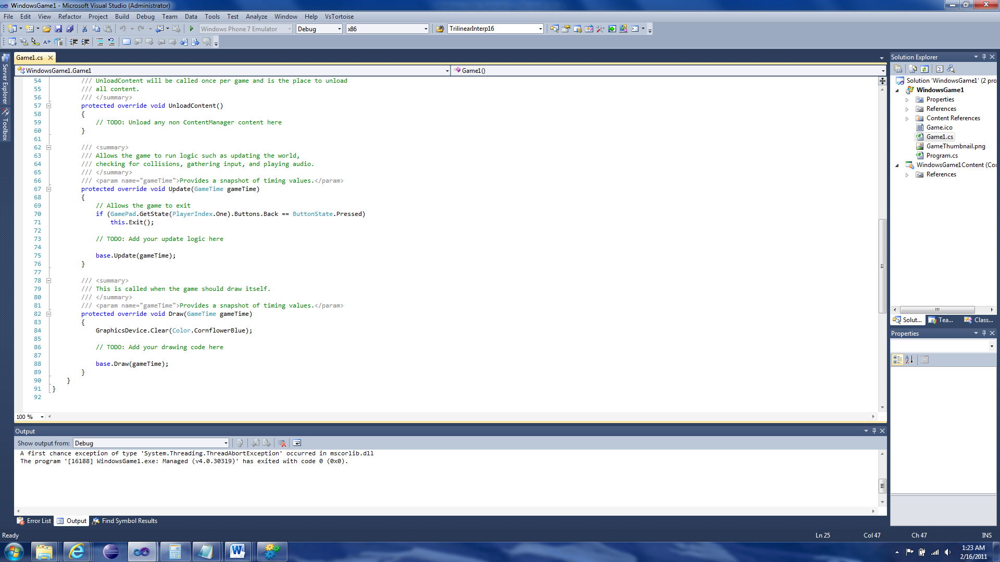 WindowsGame1 - Microsoft Visual Studio (Administrator)
File Edit View Refactor Project Build Debug Team Data Tools Test Analyze Window Help VsTortoise
Windows Phone 7 Emulator Debug x86 TrilinearInterp16
Server Explorer
Toolbox
Game1.cs
WindowsGame1.Game1 Game1()
54 /// UnloadContent will be called once per game and is the place to unload
55 /// all content.
56 /// </summary>
57 protected override void UnloadContent()
58 {
59 // TODO: Unload any non ContentManager content here
60 }
61
62 /// <summary>
63 /// Allows the game to run logic such as updating the world,
64 /// checking for collisions, gathering input, and playing audio.
65 /// </summary>
66 /// <param name="gameTime">Provides a snapshot of timing values.</param>
67 protected override void Update(GameTime gameTime)
68 {
69 // Allows the game to exit
70 if (GamePad.GetState(PlayerIndex.One).Buttons.Back == ButtonState.Pressed)
71 this.Exit();
72
73 // TODO: Add your update logic here
74
75 base.Update(gameTime);
76 }
77
78 /// <summary>
79 /// This is called when the game should draw itself.
80 /// </summary>
81 /// <param name="gameTime">Provides a snapshot of timing values.</param>
82 protected override void Draw(GameTime gameTime)
83 {
84 GraphicsDevice.Clear(Color.CornflowerBlue);
85
86 // TODO: Add your drawing code here
87
88 base.Draw(gameTime);
89 }
90 }
91 }
92
100 %
Output
Show output from: Debug
A first chance exception of type 'System.Threading.ThreadAbortException' occurred in mscorlib.dll
The program '[16188] WindowsGame1.exe: Managed (v4.0.30319)' has exited with code 0 (0x0).
Error List Output Find Symbol Results
Solution Explorer
Solution 'WindowsGame1' (2 pro
WindowsGame1
Properties
References
Content References
Game.ico
Game1.cs
GameThumbnail.png
Program.cs
WindowsGame1Content (Cor
References
Solut... Tea... Class...
Properties
Ready Ln 25 Col 47 Ch 47 INS
1:23 AM
2/16/2011